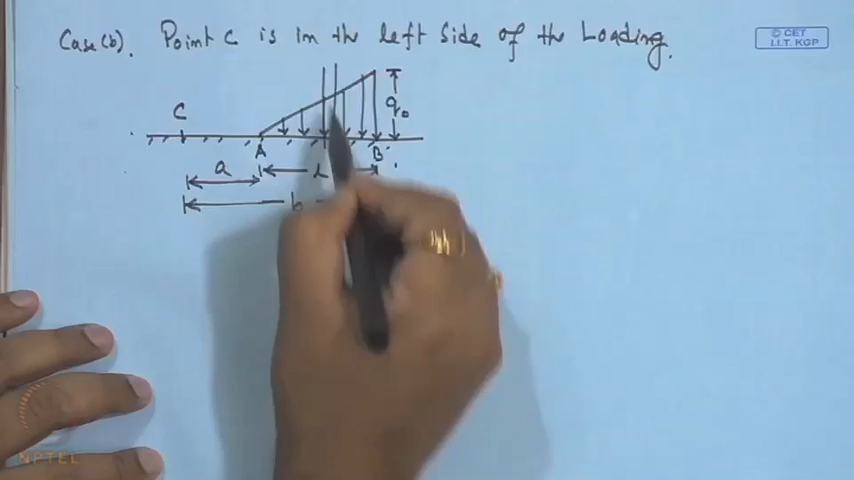 Case(b). Point C is in the left side of the Loading.
© CET
I.I.T. KGP
C
q₀
A
B
a
L
b
NPTEL